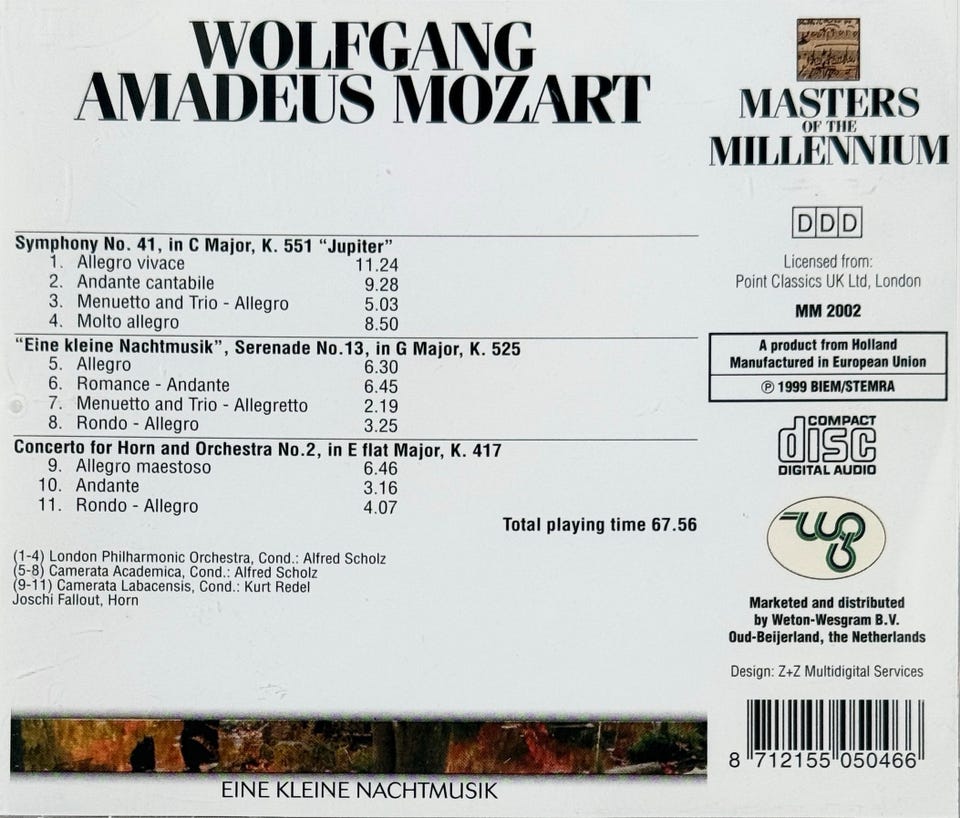 WOLFGANG
AMADEUS MOZART
Symphony No. 41, in C Major, K. 551 “Jupiter”
1. Allegro vivace 11.24
2. Andante cantabile 9.28
3. Menuetto and Trio - Allegro 5.03
4. Molto allegro 8.50
“Eine kleine Nachtmusik”, Serenade No.13, in G Major, K. 525
5. Allegro 6.30
6. Romance - Andante 6.45
7. Menuetto and Trio - Allegretto 2.19
8. Rondo - Allegro 3.25
Concerto for Horn and Orchestra No.2, in E flat Major, K. 417
9. Allegro maestoso 6.46
10. Andante 3.16
11. Rondo - Allegro 4.07
Total playing time 67.56
(1-4) London Philharmonic Orchestra, Cond.: Alfred Scholz
(5-8) Camerata Academica, Cond.: Alfred Scholz
(9-11) Camerata Labacensis, Cond.: Kurt Redel
Joschi Fallout, Horn
EINE KLEINE NACHTMUSIK
MASTERS
OF THE
MILLENNIUM
DDD
Licensed from:
Point Classics UK Ltd, London
MM 2002
A product from Holland
Manufactured in European Union
℗ 1999 BIEM/STEMRA
COMPACT
disc
DIGITAL AUDIO
Marketed and distributed
by Weton-Wesgram B.V.
Oud-Beijerland, the Netherlands
Design: Z+Z Multidigital Services
8 712155 050466